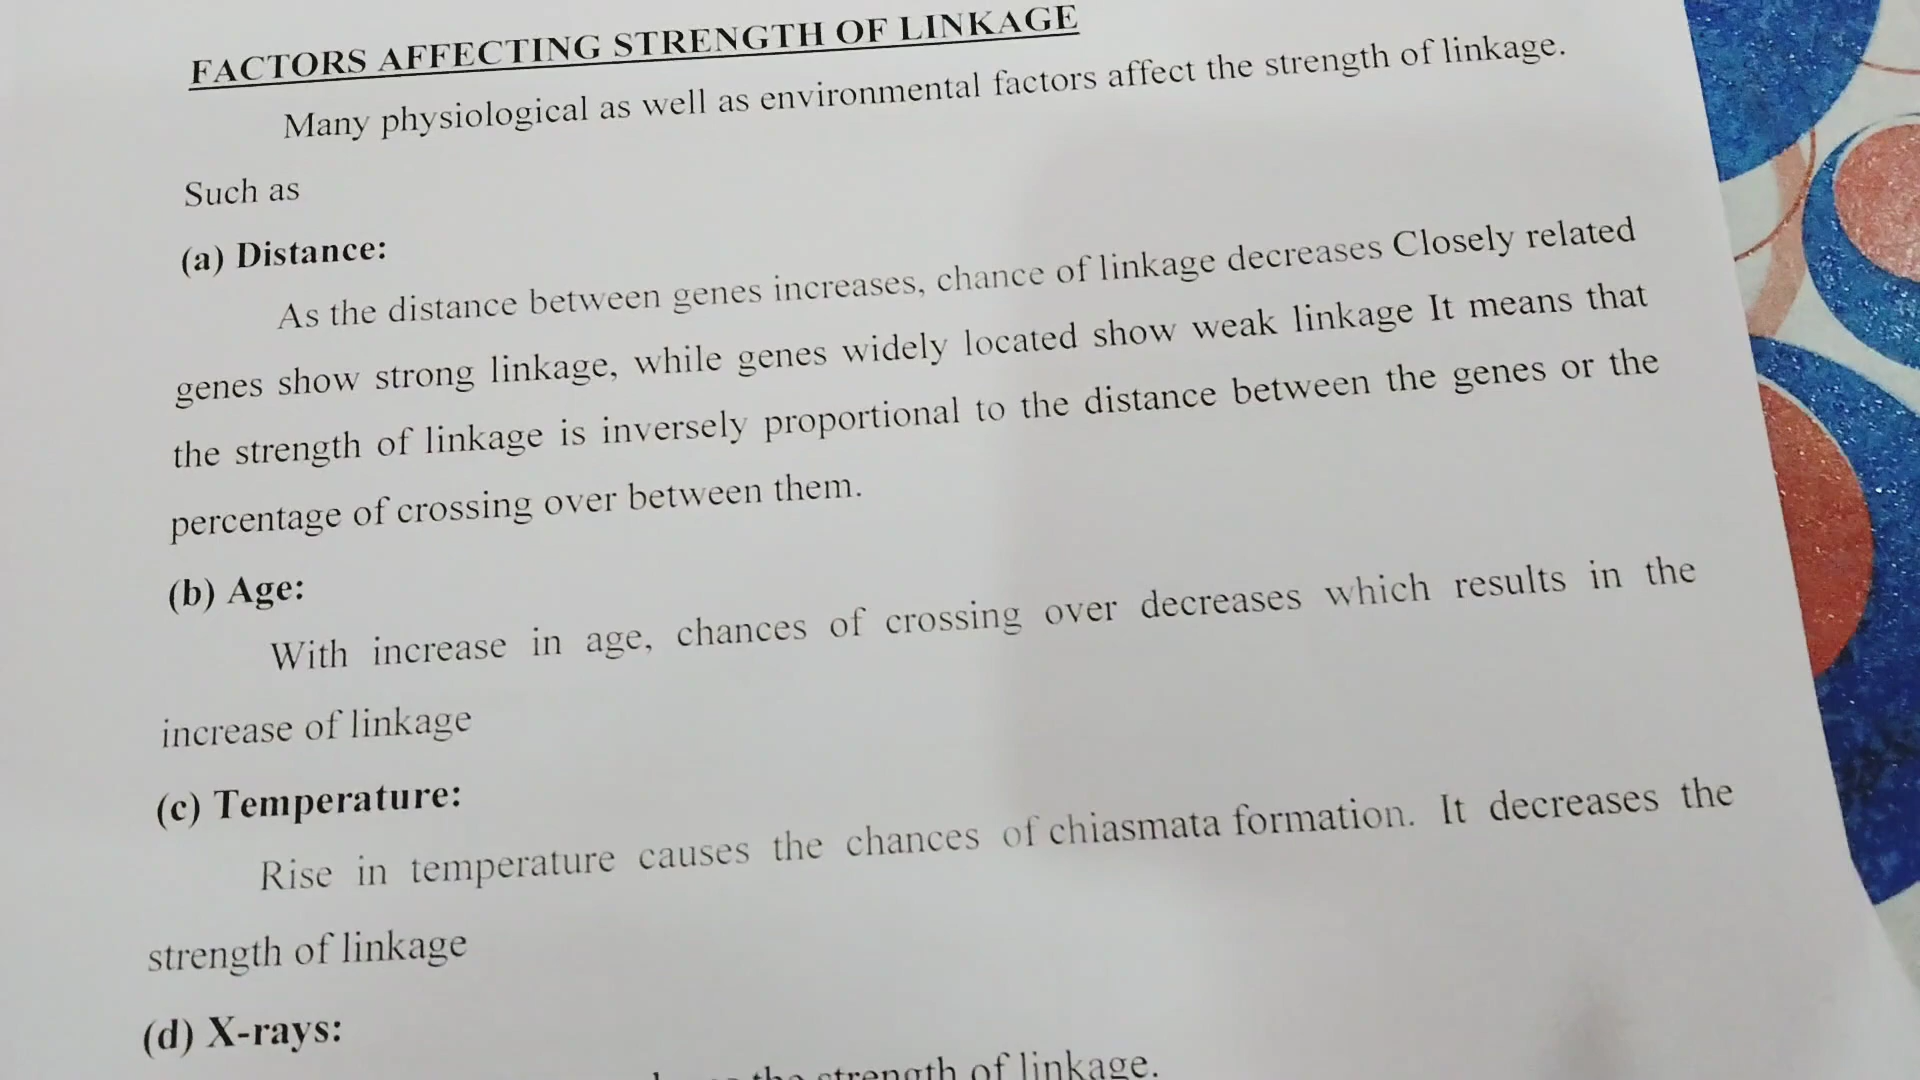 FACTORS AFFECTING STRENGTH OF LINKAGE
Many physiological as well as environmental factors affect the strength of linkage.
Such as
(a) Distance:
As the distance between genes increases, chance of linkage decreases Closely related
genes show strong linkage, while genes widely located show weak linkage It means that
the strength of linkage is inversely proportional to the distance between the genes or the
percentage of crossing over between them.
(b) Age:
With increase in age, chances of crossing over decreases which results in the
increase of linkage
(c) Temperature:
Rise in temperature causes the chances of chiasmata formation. It decreases the
strength of linkage
(d) X-rays:
the strength of linkage.